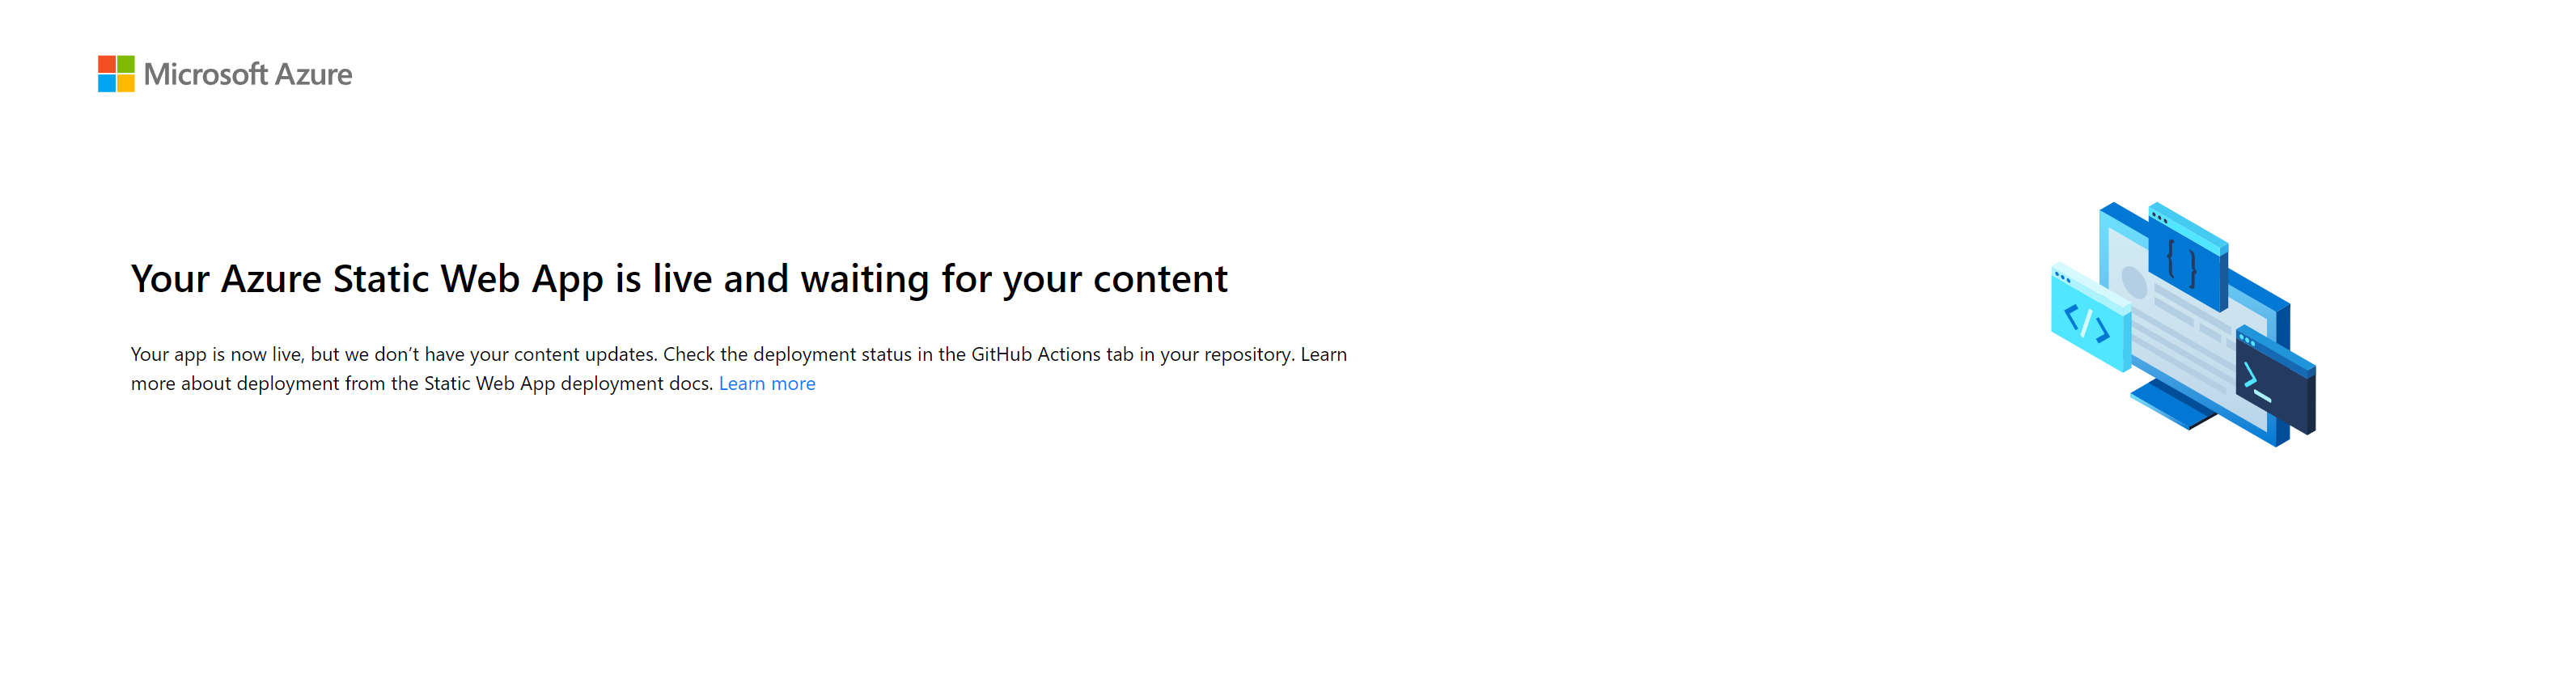 Microsoft Azure
Your Azure Static Web App is live and waiting for your content
Your app is now live, but we don’t have your content updates. Check the deployment status in the GitHub Actions tab in your repository. Learn
more about deployment from the Static Web App deployment docs. Learn more
{ }
</>
>_